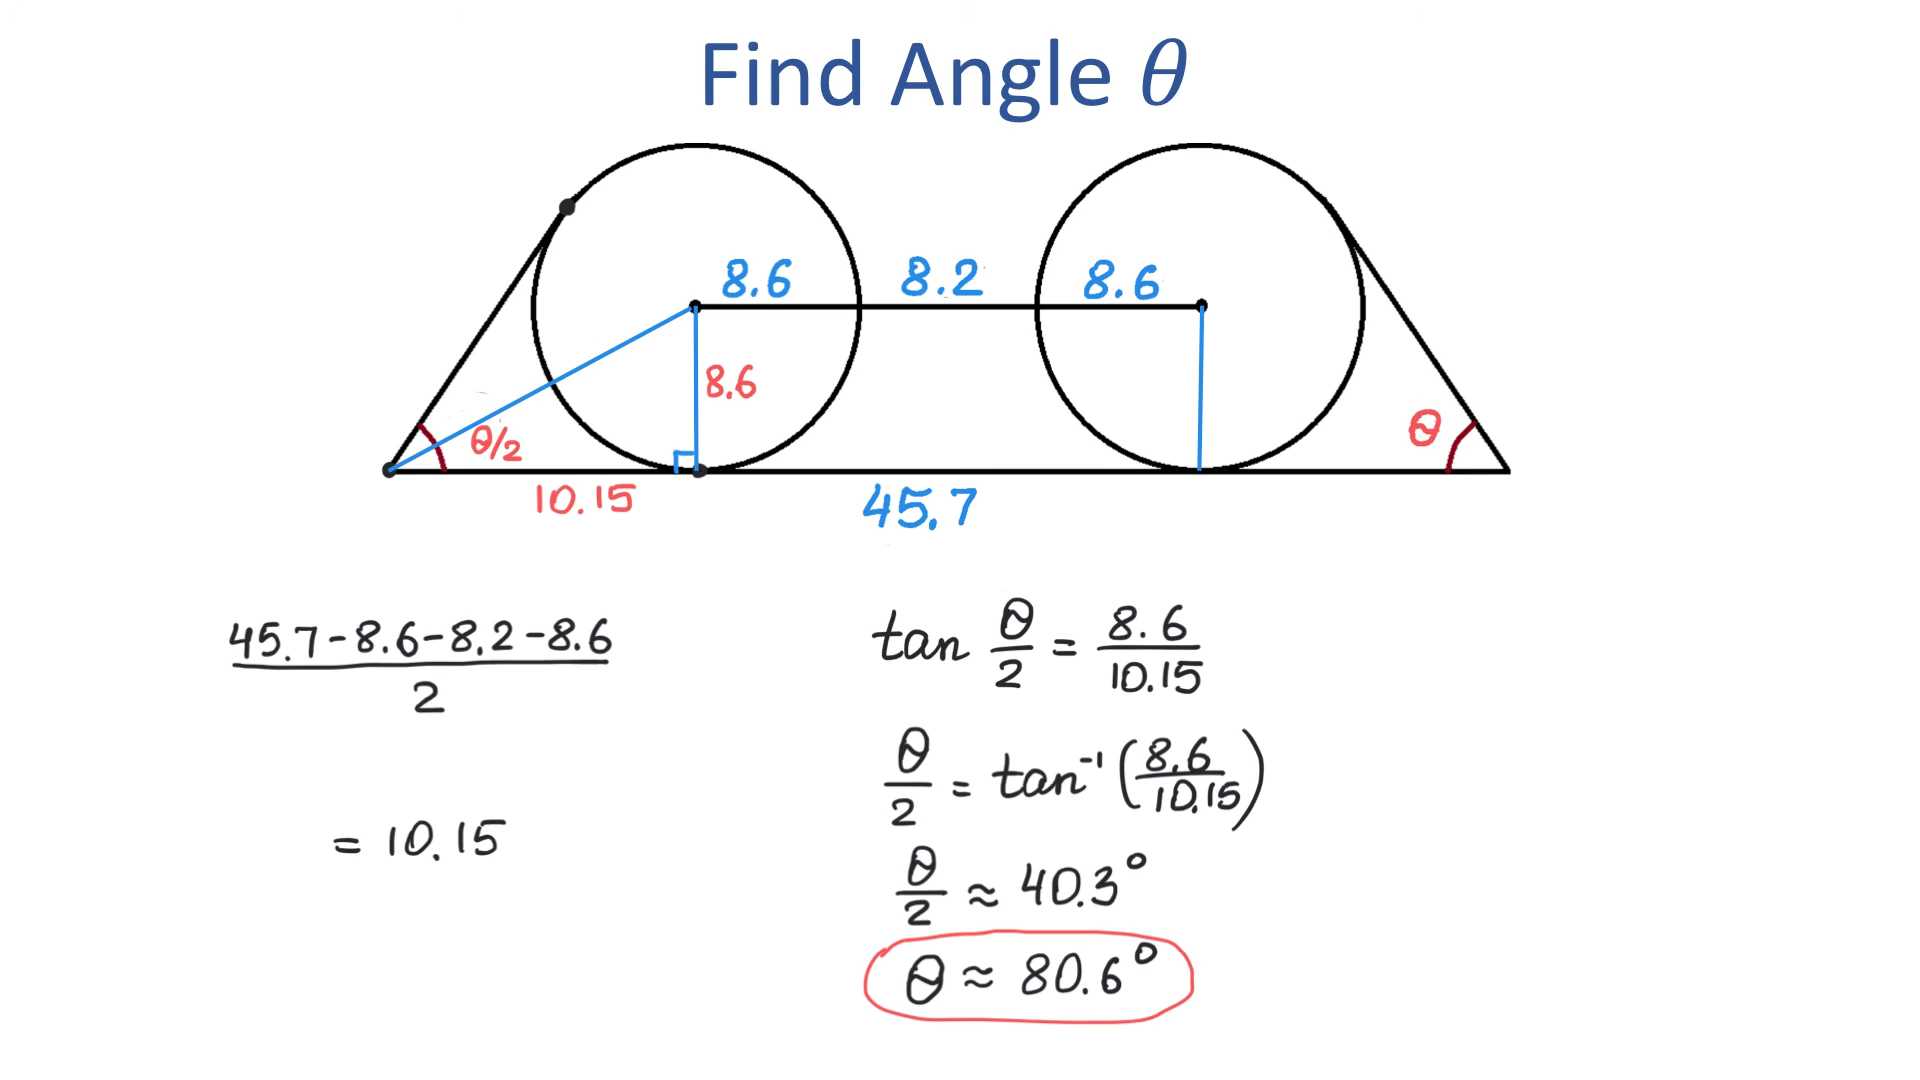 Find Angle θ
8.6 8.2 8.6
8.6
θ/2 θ
10.15 45.7
45.7-8.6-8.2-8.6
2
= 10.15
tan θ/2 = 8.6/10.15
θ/2 = tan⁻¹(8.6/10.15)
θ/2 ≈ 40.3°
θ ≈ 80.6°